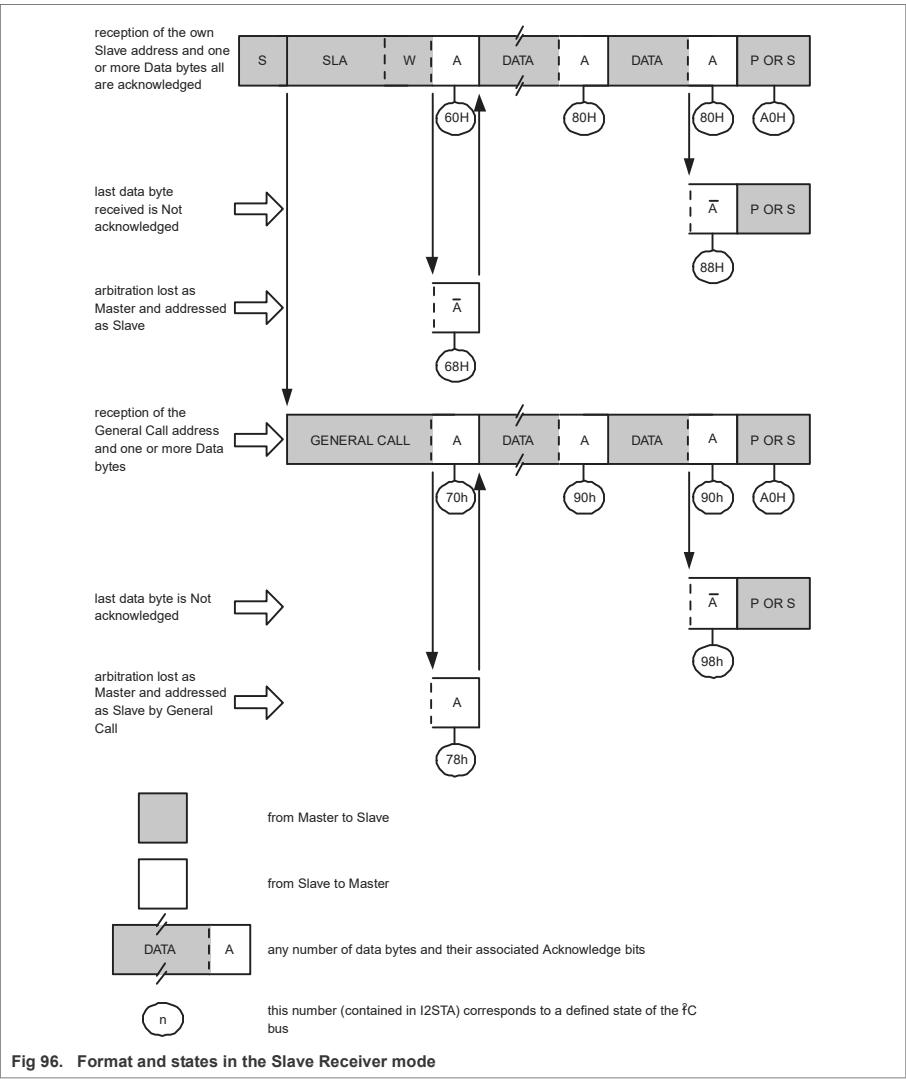 reception of the own
Slave address and one
or more Data bytes all
are acknowledged
S SLA W A DATA A DATA A P OR S
60H 80H 80H A0H
last data byte
received is Not
acknowledged
A̅ P OR S
88H
arbitration lost as
Master and addressed
as Slave
A̅
68H
reception of the
General Call address
and one or more Data
bytes
GENERAL CALL A DATA A DATA A P OR S
70h 90h 90h A0H
last data byte is Not
acknowledged
A̅ P OR S
98h
arbitration lost as
Master and addressed
as Slave by General
Call
A
78h
from Master to Slave
from Slave to Master
DATA A any number of data bytes and their associated Acknowledge bits
n this number (contained in I2STA) corresponds to a defined state of the I²C
bus
Fig 96. Format and states in the Slave Receiver mode